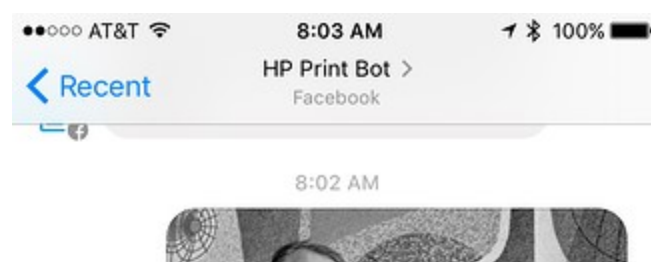 AT&T 8:03 AM 100%
Recent HP Print Bot >
Facebook
8:02 AM